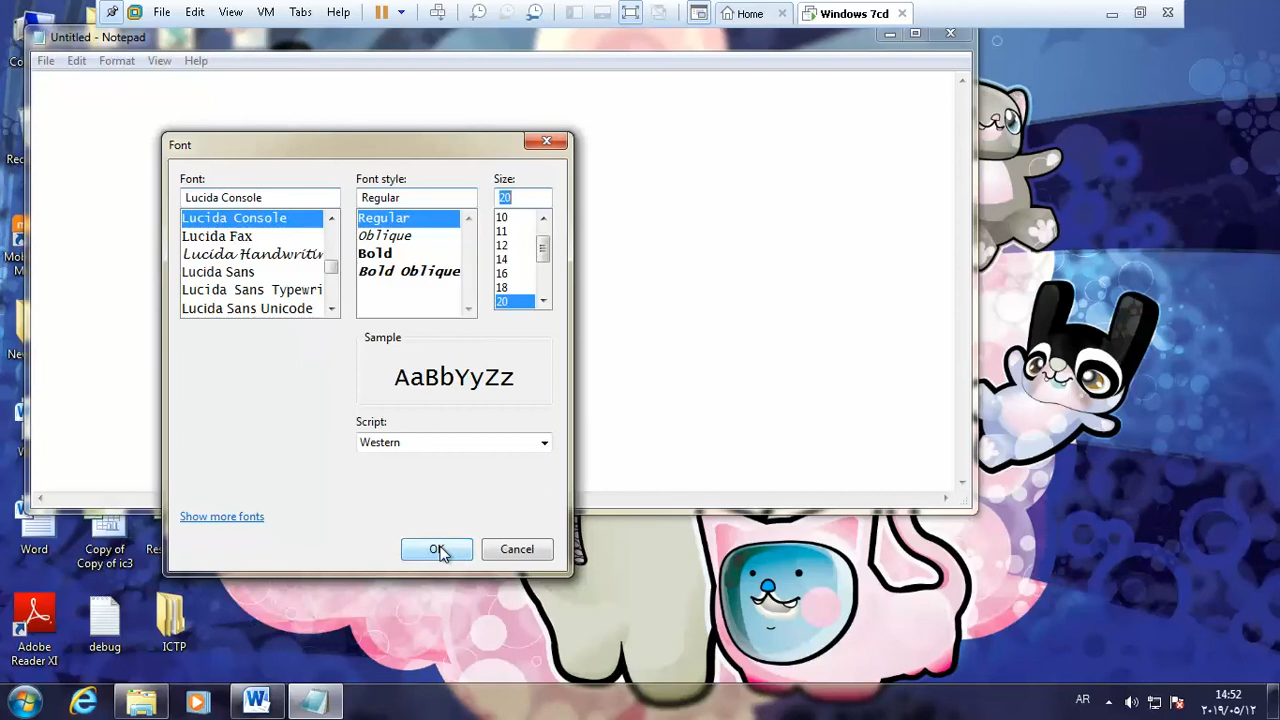 File Edit View VM Tabs Help
Home
Windows 7cd
Untitled - Notepad
File Edit Format View Help
Font
Font: Font style: Size:
Lucida Console Regular 20
Lucida Console Regular 10
Lucida Fax Oblique 11
Lucida Handwritin Bold 12
Lucida Sans Bold Oblique 14
Lucida Sans Typewri 16
Lucida Sans Unicode 18
20
Sample
AaBbYyZz
Script:
Western
Show more fonts
OK Cancel
Word
Copy of
Copy of ic3
Adobe
Reader XI
debug
ICTP
AR
14:52
٢٠١٩/٠٥/١٢